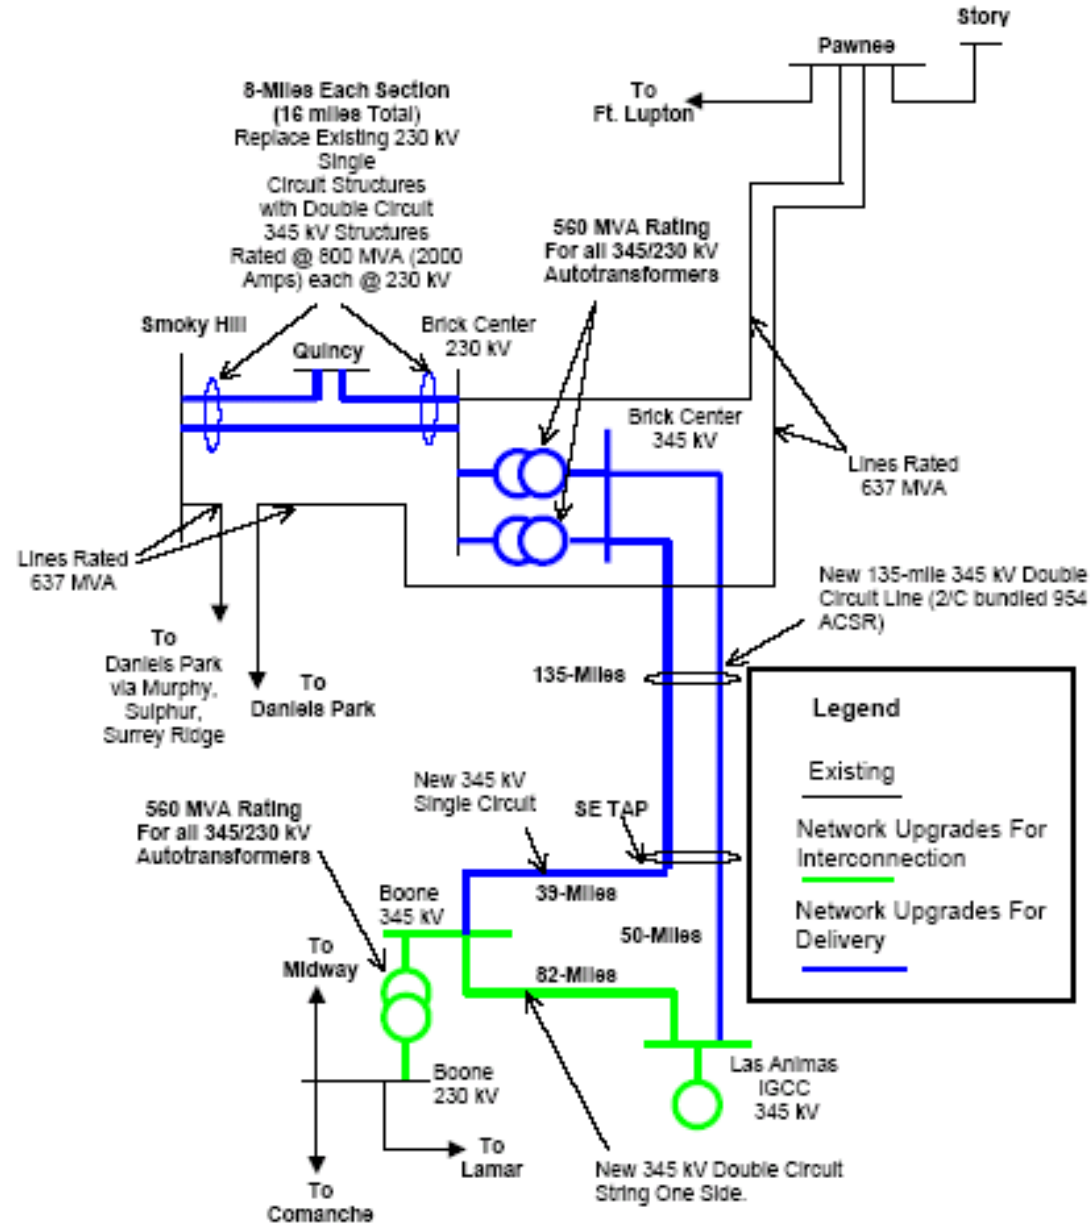 Story
Pawnee
To
Ft. Lupton
8-Miles Each Section
(16 miles Total)
Replace Existing 230 kV
Single
Circuit Structures
with Double Circuit
345 kV Structures
Rated @ 800 MVA (2000
Amps) each @ 230 kV
560 MVA Rating
For all 345/230 kV
Autotransformers
Smoky Hill
Quincy
Brick Center
230 kV
Brick Center
345 kV
Lines Rated
637 MVA
Lines Rated
637 MVA
To
Daniels Park
via Murphy,
Sulphur,
Surrey Ridge
To
Daniels Park
New 135-mile 345 kV Double
Circuit Line (2/C bundled 954
ACSR)
135-Miles
Legend
Existing
Network Upgrades For
Interconnection
Network Upgrades For
Delivery
New 345 kV
Single Circuit
SE TAP
560 MVA Rating
For all 345/230 kV
Autotransformers
39-Miles
Boone
345 kV
50-Miles
To
Midway
82-Miles
Boone
230 kV
Las Animas
IGCC
345 kV
To
Lamar
New 345 kV Double Circuit
String One Side.
To
Comanche